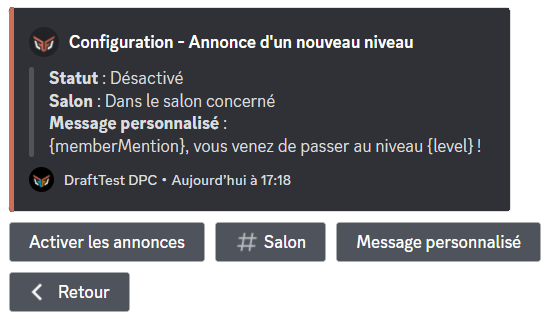 Configuration - Annonce d'un nouveau niveau
Statut : Désactivé
Salon : Dans le salon concerné
Message personnalisé :
{memberMention}, vous venez de passer au niveau {level} !
DraftTest DPC • Aujourd'hui à 17:18
Activer les annonces
Salon
Message personnalisé
Retour